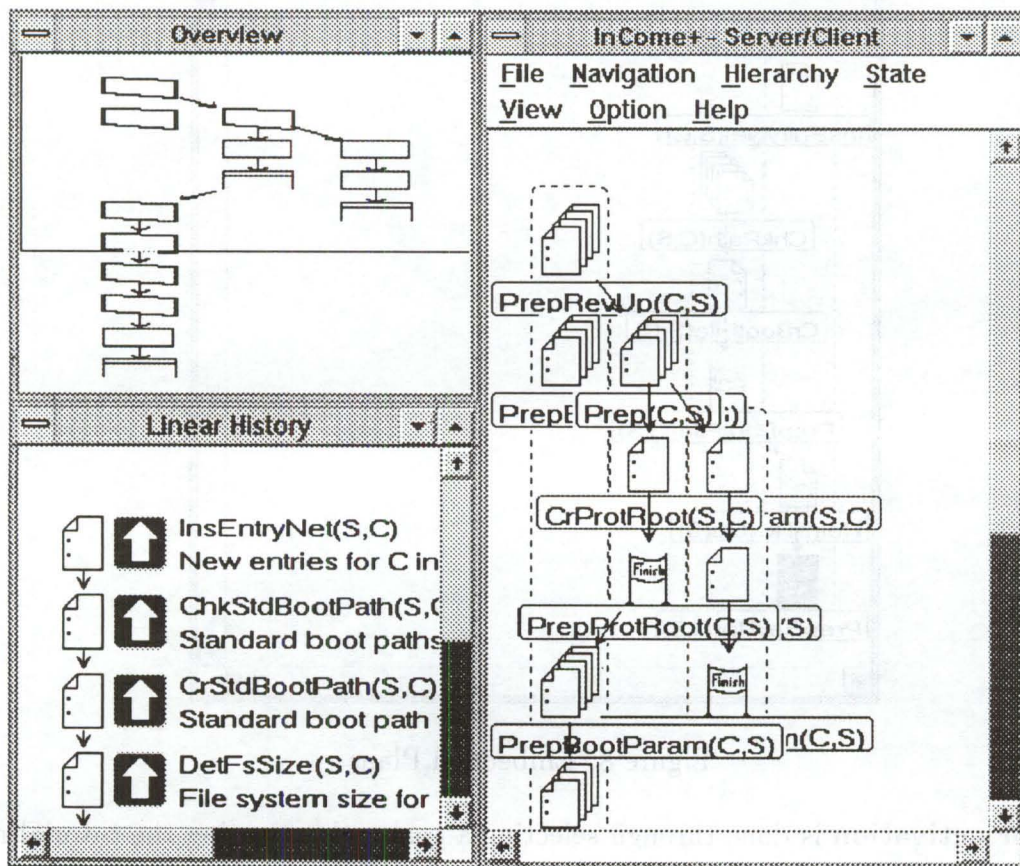 Overview
InCome+ - Server/Client
File Navigation Hierarchy State
View Option Help
PrepRevUp(C,S)
PrepE Prep(C,S) ;)
CrProtRoot(S,C) arn(S,C)
Finish
PrepProtRoot(C,S) 'S)
Finish
PrepBootParam(C,S) n(C,S)
Linear History
InsEntryNet(S,C)
New entries for C in
ChkStdBootPath(S,C
Standard boot paths
CrStdBootPath(S,C)
Standard boot path
DetFsSize(S,C)
File system size for